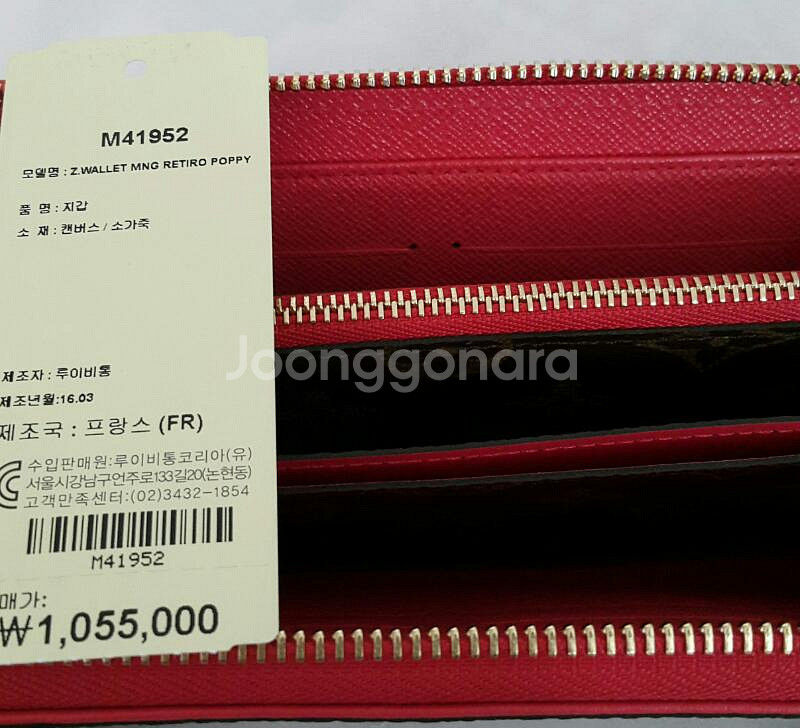 M41952
모델명 : Z.WALLET MNG RETIRO POPPY
품 명 : 지갑
소 재 : 캔버스 / 소가죽
제조자 : 루이비통
제조년월:16.03
제조국 : 프랑스 (FR)
수입판매원:루이비통코리아(유)
서울시강남구언주로133길20(논현동)
고객만족센터:(02)3432-1854
M41952
매가:
₩1,055,000
Joonggonara